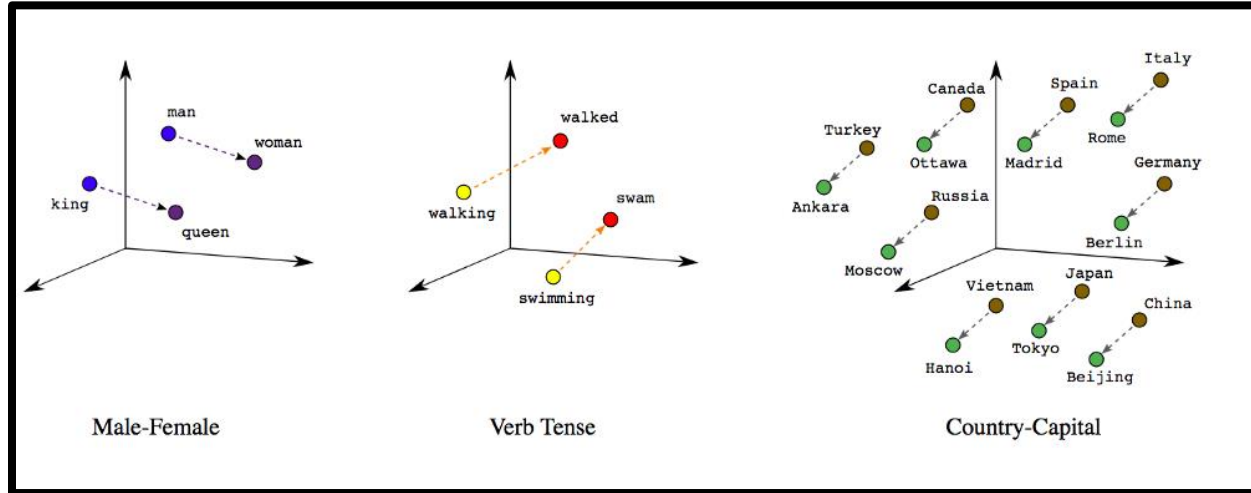 man
woman
king
queen
Male-Female
walked
walking
swam
swimming
Verb Tense
Italy
Spain
Canada
Rome
Turkey
Ottawa
Madrid
Germany
Ankara
Russia
Berlin
Moscow
Japan
Vietnam
China
Tokyo
Hanoi
Beijing
Country-Capital